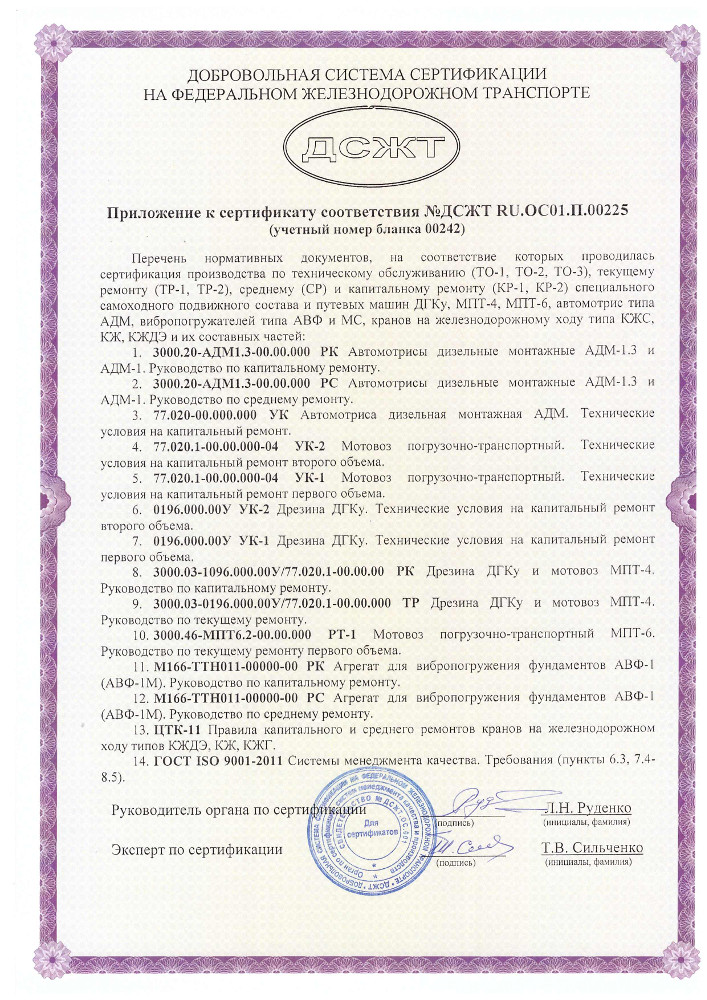 ДОБРОВОЛЬНАЯ СИСТЕМА СЕРТИФИКАЦИИ
НА ФЕДЕРАЛЬНОМ ЖЕЛЕЗНОДОРОЖНОМ ТРАНСПОРТЕ
ДСЖТ
Приложение к сертификату соответствия №ДСЖТ RU.ОС01.П.00225
(учетный номер бланка 00242)
Перечень нормативных документов, на соответствие которых проводилась
сертификация производства по техническому обслуживанию (ТО-1, ТО-2, ТО-3), текущему
ремонту (ТР-1, ТР-2), среднему (СР) и капитальному ремонту (КР-1, КР-2) специального
самоходного подвижного состава и путевых машин ДГКу, МПТ-4, МПТ-6, автомотрис типа
АДМ, вибропогружателей типа АВФ и МС, кранов на железнодорожному ходу типа КЖС,
КЖ, КЖДЭ и их составных частей:
1. 3000.20-АДМ1.3-00.00.000 РК Автомотрисы дизельные монтажные АДМ-1.3 и
АДМ-1. Руководство по капитальному ремонту.
2. 3000.20-АДМ1.3-00.00.000 РС Автомотрисы дизельные монтажные АДМ-1.3 и
АДМ-1. Руководство по среднему ремонту.
3. 77.020-00.000.000 УК Автомотриса дизельная монтажная АДМ. Технические
условия на капитальный ремонт.
4. 77.020.1-00.00.000-04 УК-2 Мотовоз погрузочно-транспортный. Технические
условия на капитальный ремонт второго объема.
5. 77.020.1-00.00.000-04 УК-1 Мотовоз погрузочно-транспортный. Технические
условия на капитальный ремонт первого объема.
6. 0196.000.00У УК-2 Дрезина ДГКу. Технические условия на капитальный ремонт
второго объема.
7. 0196.000.00У УК-1 Дрезина ДГКу. Технические условия на капитальный ремонт
первого объема.
8. 3000.03-1096.000.00У/77.020.1-00.00.00 РК Дрезина ДГКу и мотовоз МПТ-4.
Руководство по капитальному ремонту.
9. 3000.03-0196.000.00У/77.020.1-00.00.000 ТР Дрезина ДГКу и мотовоз МПТ-4.
Руководство по текущему ремонту.
10. 3000.46-МПТ6.2-00.00.000 РТ-1 Мотовоз погрузочно-транспортный МПТ-6.
Руководство по текущему ремонту первого объема.
11. М166-ТТН011-00000-00 РК Агрегат для вибропогружения фундаментов АВФ-1
(АВФ-1М). Руководство по капитальному ремонту.
12. М166-ТТН011-00000-00 РС Агрегат для вибропогружения фундаментов АВФ-1
(АВФ-1М). Руководство по среднему ремонту.
13. ЦТК-11 Правила капитального и среднего ремонтов кранов на железнодорожном
ходу типов КЖДЭ, КЖ, КЖГ.
14. ГОСТ ISO 9001-2011 Системы менеджмента качества. Требования (пункты 6.3, 7.4-
8.5).
Руководитель органа по сертификации
Л.Н. Руденко
(подпись)
(инициалы, фамилия)
Для
сертификатов
Эксперт по сертификации
Т.В. Сильченко
(подпись)
(инициалы, фамилия)